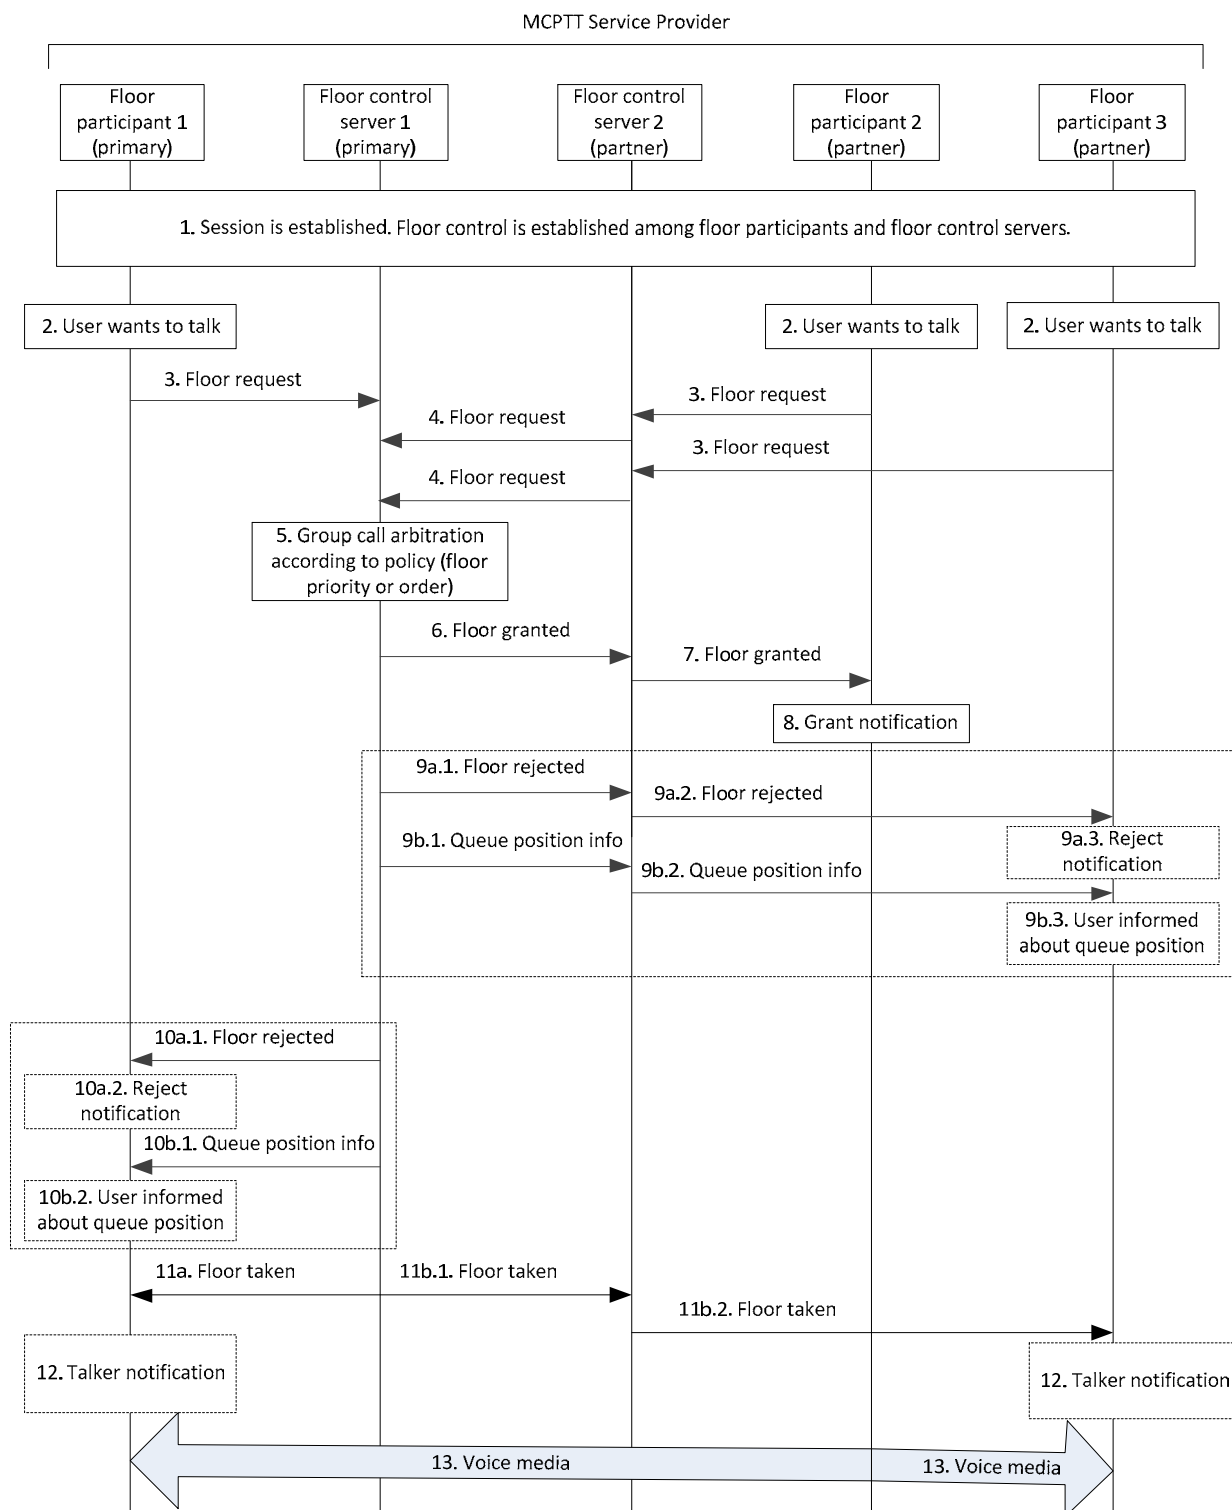 MCPTT Service Provider
Floor
participant 1
(primary)
Floor control
server 1
(primary)
Floor control
server 2
(partner)
Floor
participant 2
(partner)
Floor
participant 3
(partner)
1. Session is established. Floor control is established among floor participants and floor control servers.
2. User wants to talk
2. User wants to talk
2. User wants to talk
3. Floor request
3. Floor request
4. Floor request
3. Floor request
4. Floor request
5. Group call arbitration
according to policy (floor
priority or order)
6. Floor granted
7. Floor granted
8. Grant notification
9a.1. Floor rejected
9a.2. Floor rejected
9a.3. Reject
notification
9b.1. Queue position info
9b.2. Queue position info
9b.3. User informed
about queue position
10a.1. Floor rejected
10a.2. Reject
notification
10b.1. Queue position info
10b.2. User informed
about queue position
11a. Floor taken
11b.1. Floor taken
11b.2. Floor taken
12. Talker notification
12. Talker notification
13. Voice media
13. Voice media